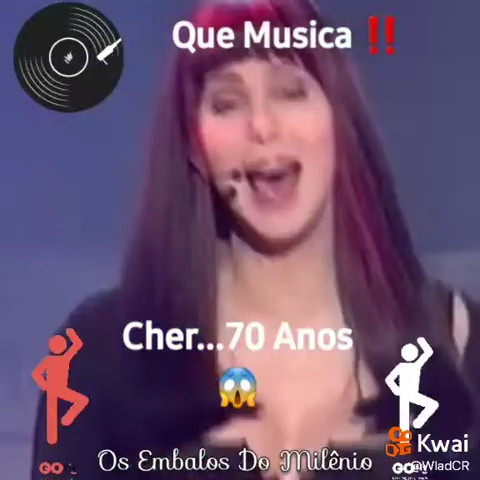 Que Musica ‼️
Cher...70 Anos
😱
Kwai
@WladCR
Os Embalos Do Milênio